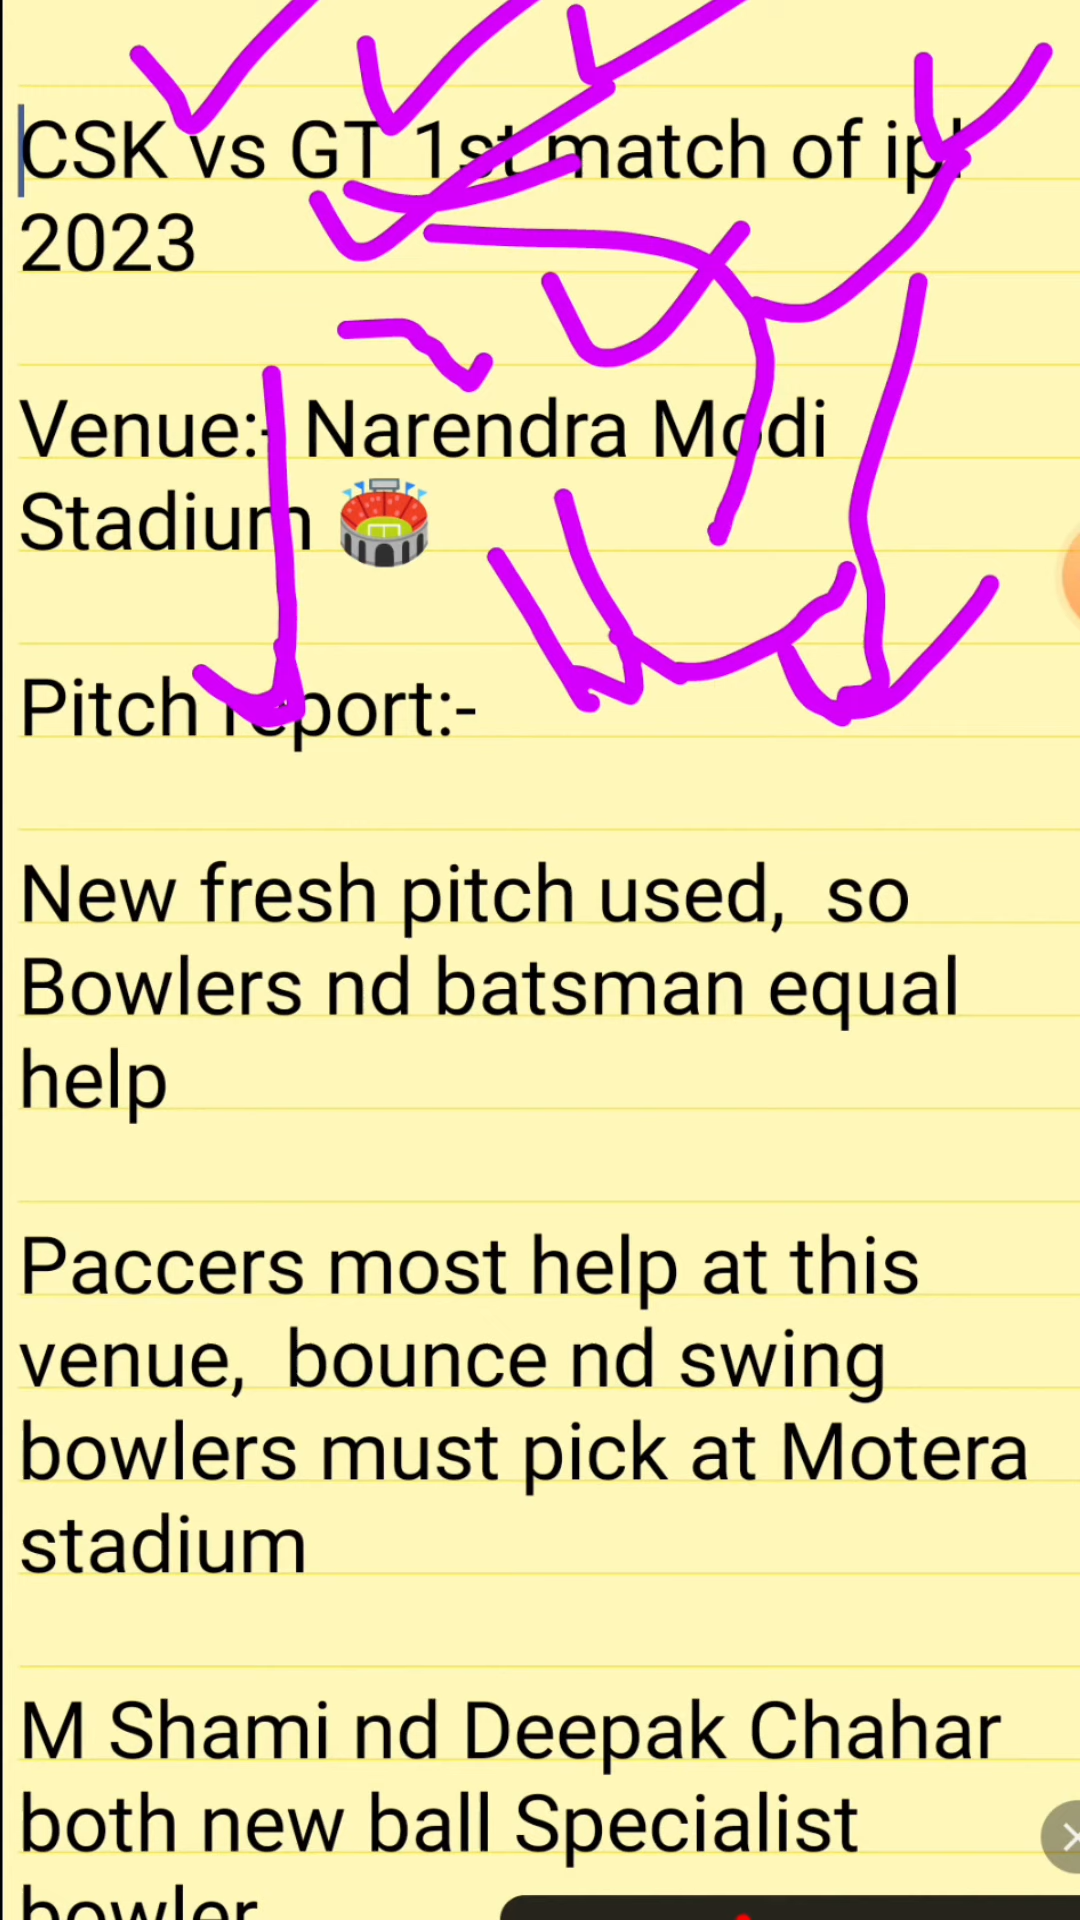 CSK vs GT 1st match of ipl
2023
Venue:- Narendra Modi
Stadium 🏟️
Pitch report:-
New fresh pitch used,  so
Bowlers nd batsman equal
help
Paccers most help at this
venue,  bounce nd swing
bowlers must pick at Motera
stadium
M Shami nd Deepak Chahar
both new ball Specialist
bowler